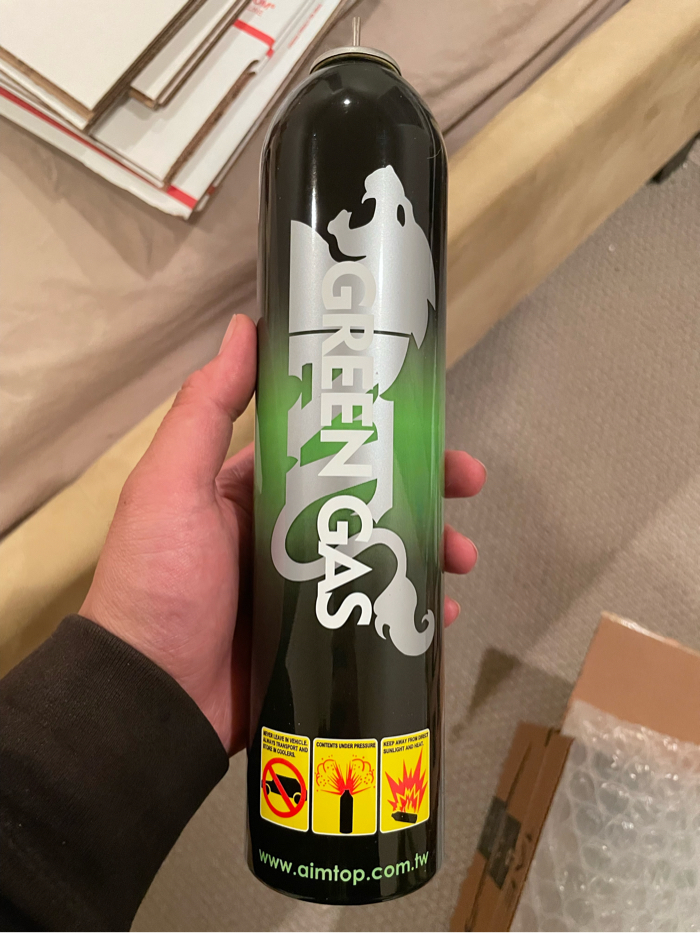 GREEN GAS
NEVER LEAVE IN VEHICLE.
ALWAYS TRANSPORT AND
STORE IN COOLERS.
CONTENTS UNDER PRESSURE
KEEP AWAY FROM DIRECT
SUNLIGHT AND HEAT.
www.aimtop.com.tw